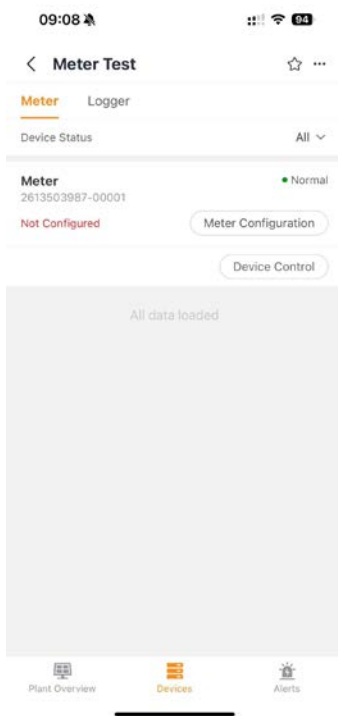 09:08
94
Meter Test
Meter Logger
Device Status All
Meter Normal
2613503987-00001
Not Configured Meter Configuration
Device Control
All data loaded
Plant Overview Devices Alerts